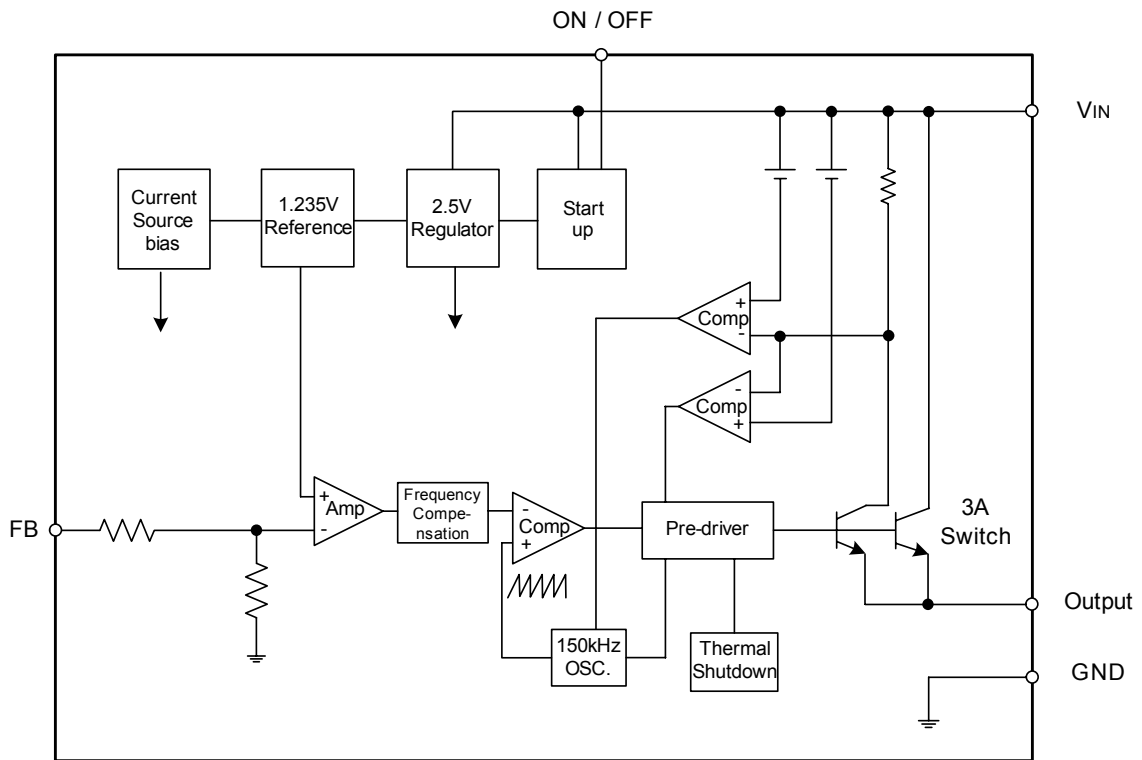 ON / OFF
VIN
Current
Source
bias
1.235V
Reference
2.5V
Regulator
Start
up
+
Comp
-
-
Comp
+
FB
+
Amp
-
Frequency
Compe-
nsation
-
Comp
+
Pre-driver
3A
Switch
Output
150kHz
OSC.
Thermal
Shutdown
GND